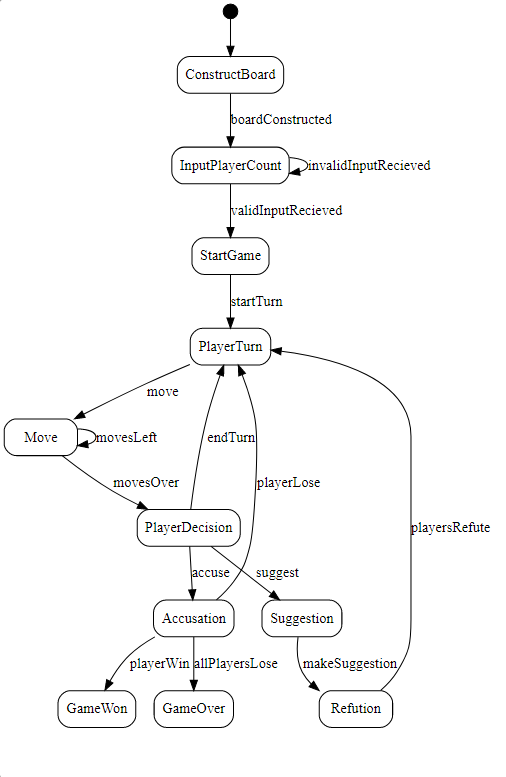 ConstructBoard
boardConstructed
InputPlayerCount
invalidInputRecieved
validInputRecieved
StartGame
startTurn
PlayerTurn
move
Move
movesLeft
endTurn
movesOver
playerLose
PlayerDecision
playersRefute
accuse
suggest
Accusation
Suggestion
playerWin
allPlayersLose
makeSuggestion
GameWon
GameOver
Refution